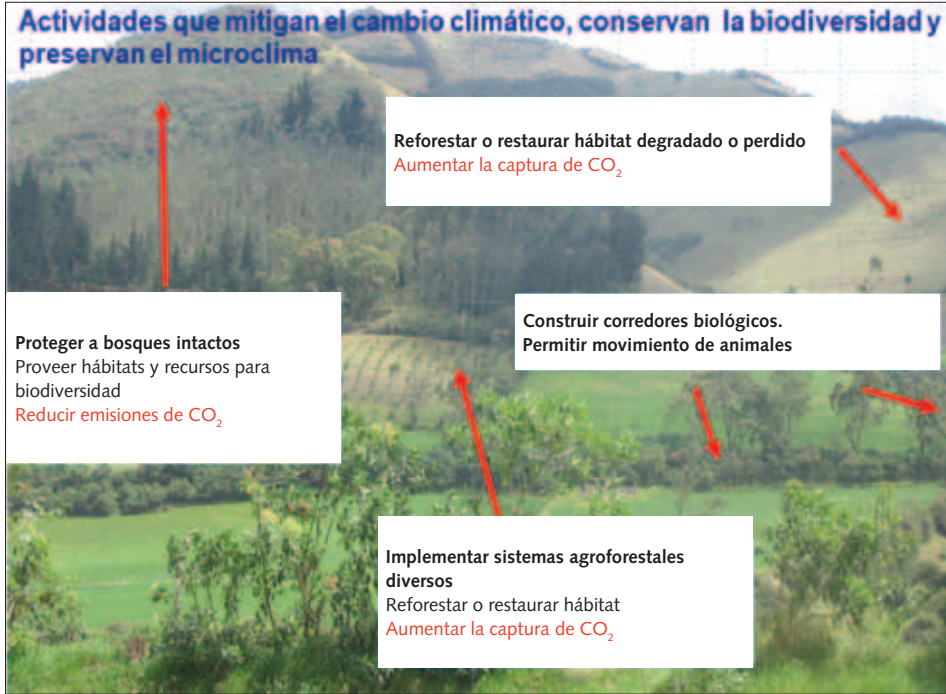 Actividades que mitigan el cambio climático, conservan la biodiversidad y
preservan el microclima
Reforestar o restaurar hábitat degradado o perdido
Aumentar la captura de CO₂
Proteger a bosques intactos
Proveer hábitats y recursos para
biodiversidad
Reducir emisiones de CO₂
Construir corredores biológicos.
Permitir movimiento de animales
Implementar sistemas agroforestales
diversos
Reforestar o restaurar hábitat
Aumentar la captura de CO₂